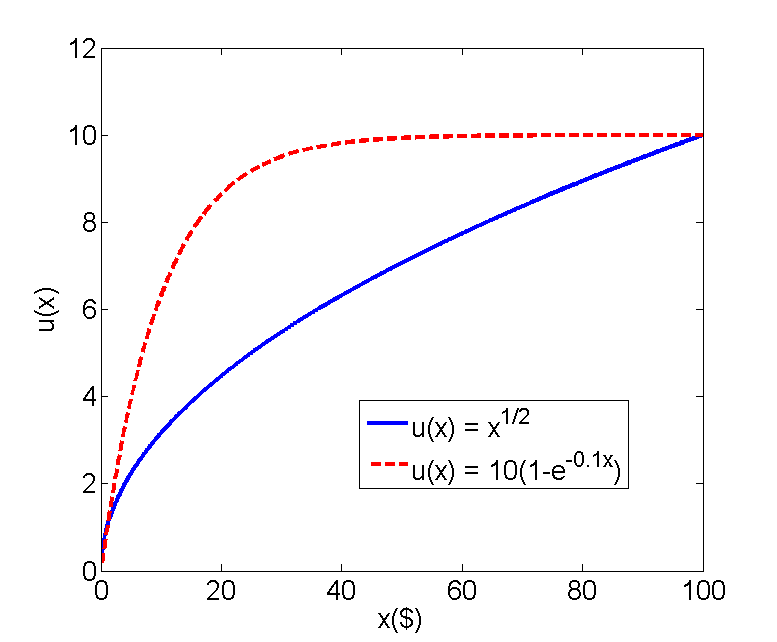 12
10
8
6
4
2
0
u(x)
u(x) = x^{1/2}
u(x) = 10(1-e^{-0.1x})
0 20 40 60 80 100
x($)